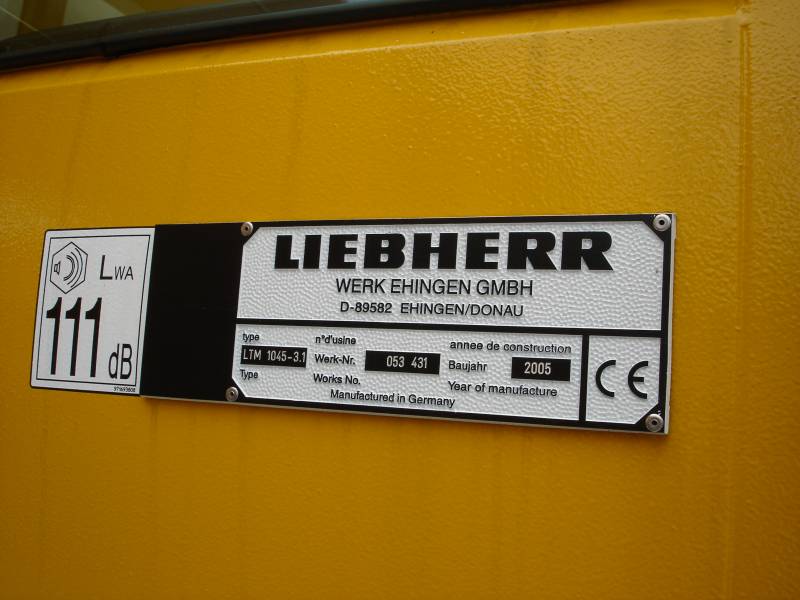 LWA
111 dB
LIEBHERR
WERK EHINGEN GMBH
D-89582 EHINGEN/DONAU
type
LTM 1045-3.1
Type
n°d'usine
Werk-Nr. 053 431
Works No.
annee de construction
Baujahr 2005
Year of manufacture
Manufactured in Germany
CE